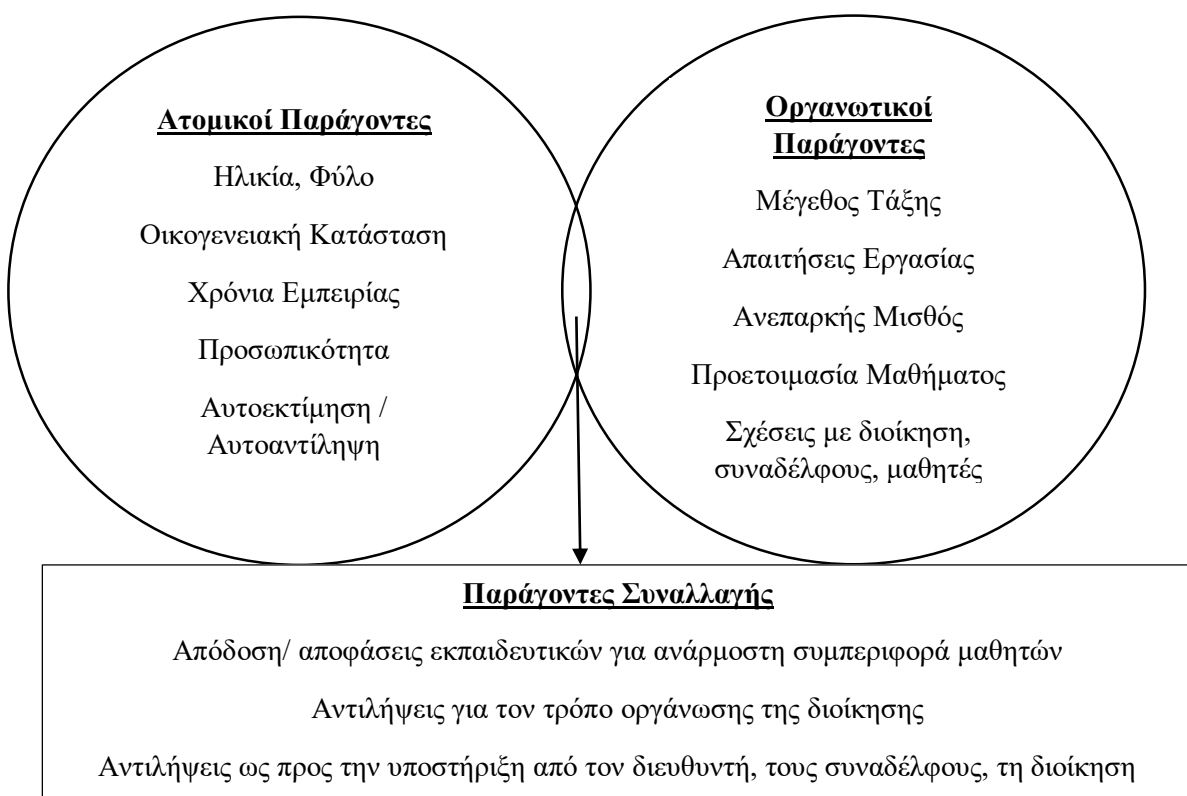 Ατομικοί Παράγοντες
Ηλικία, Φύλο
Οικογενειακή Κατάσταση
Χρόνια Εμπειρίας
Προσωπικότητα
Αυτοεκτίμηση /
Αυτοαντίληψη
Οργανωτικοί
Παράγοντες
Μέγεθος Τάξης
Απαιτήσεις Εργασίας
Ανεπαρκής Μισθός
Προετοιμασία Μαθήματος
Σχέσεις με διοίκηση,
συναδέλφους, μαθητές
Παράγοντες Συναλλαγής
Απόδοση/ αποφάσεις εκπαιδευτικών για ανάρμοστη συμπεριφορά μαθητών
Αντιλήψεις για τον τρόπο οργάνωσης της διοίκησης
Αντιλήψεις ως προς την υποστήριξη από τον διευθυντή, τους συναδέλφους, τη διοίκηση